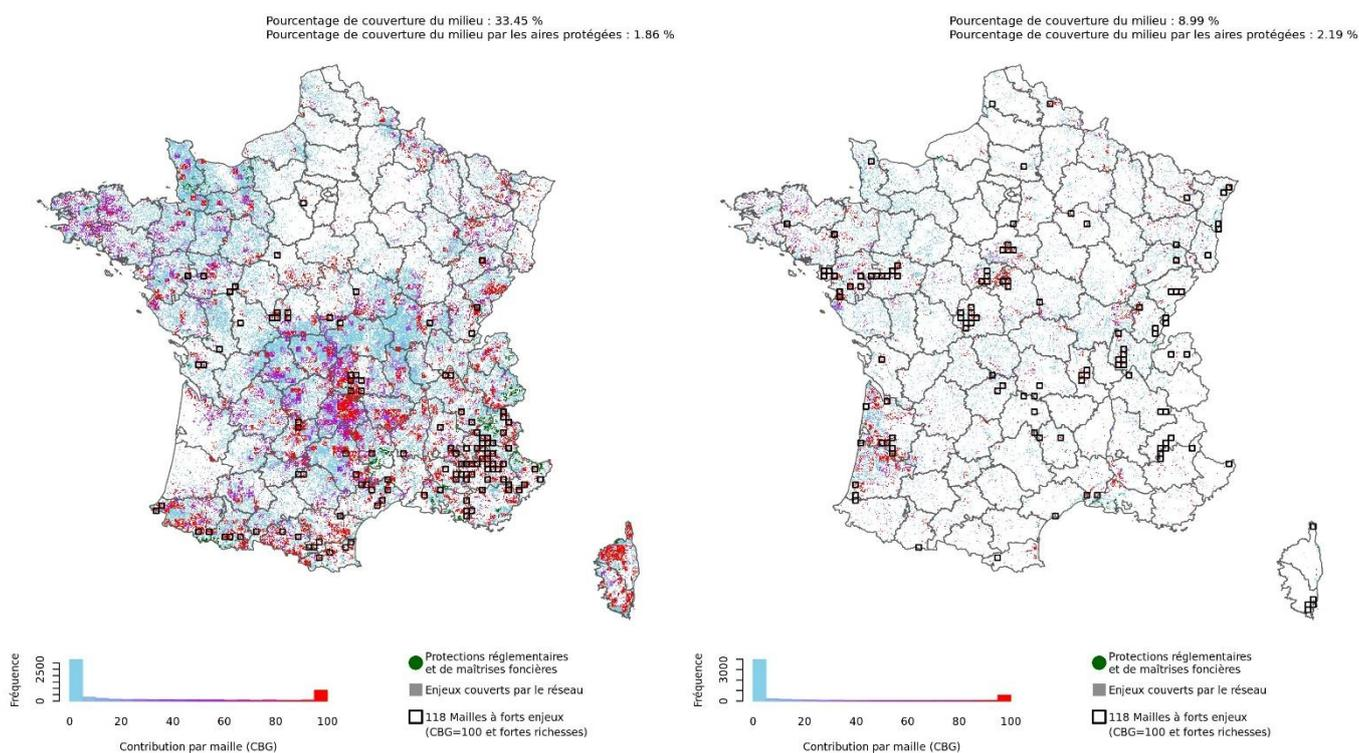 Pourcentage de couverture du milieu : 33.45 %
Pourcentage de couverture du milieu par les aires protégées : 1.86 %
Pourcentage de couverture du milieu : 8.99 %
Pourcentage de couverture du milieu par les aires protégées : 2.19 %
Fréquence
0 2500
0 20 40 60 80 100
Contribution par maille (CBG)
Protections réglementaires
et de maîtrises foncières
Enjeux couverts par le réseau
118 Mailles à forts enjeux
(CBG=100 et fortes richesses)
Fréquence
0 3000
0 20 40 60 80 100
Contribution par maille (CBG)
Protections réglementaires
et de maîtrises foncières
Enjeux couverts par le réseau
118 Mailles à forts enjeux
(CBG=100 et fortes richesses)